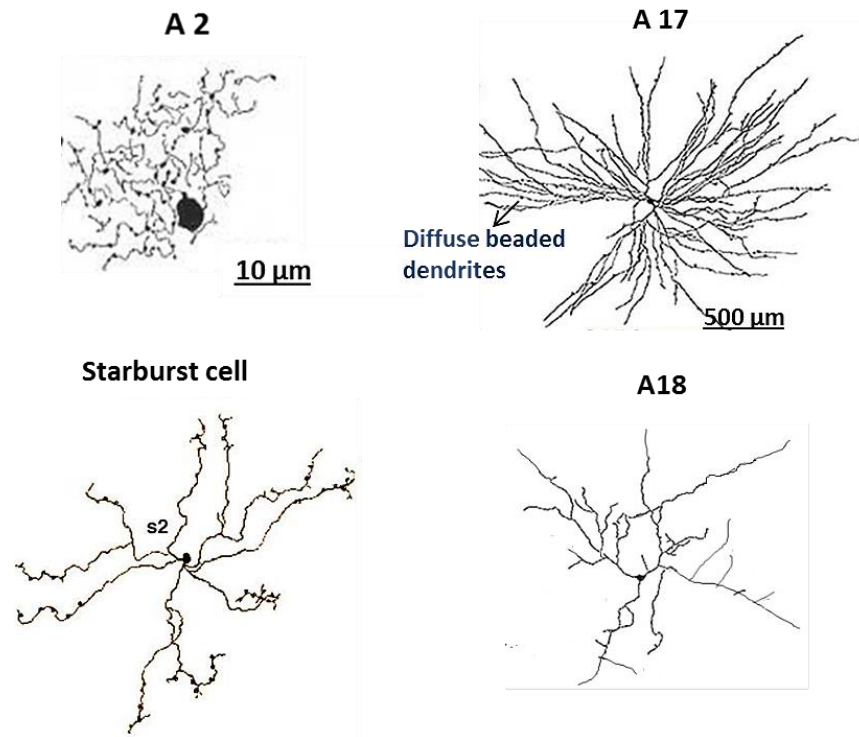 A 2
A 17
Diffuse beaded
dendrites
10 µm
500 µm
Starburst cell
A18
s2